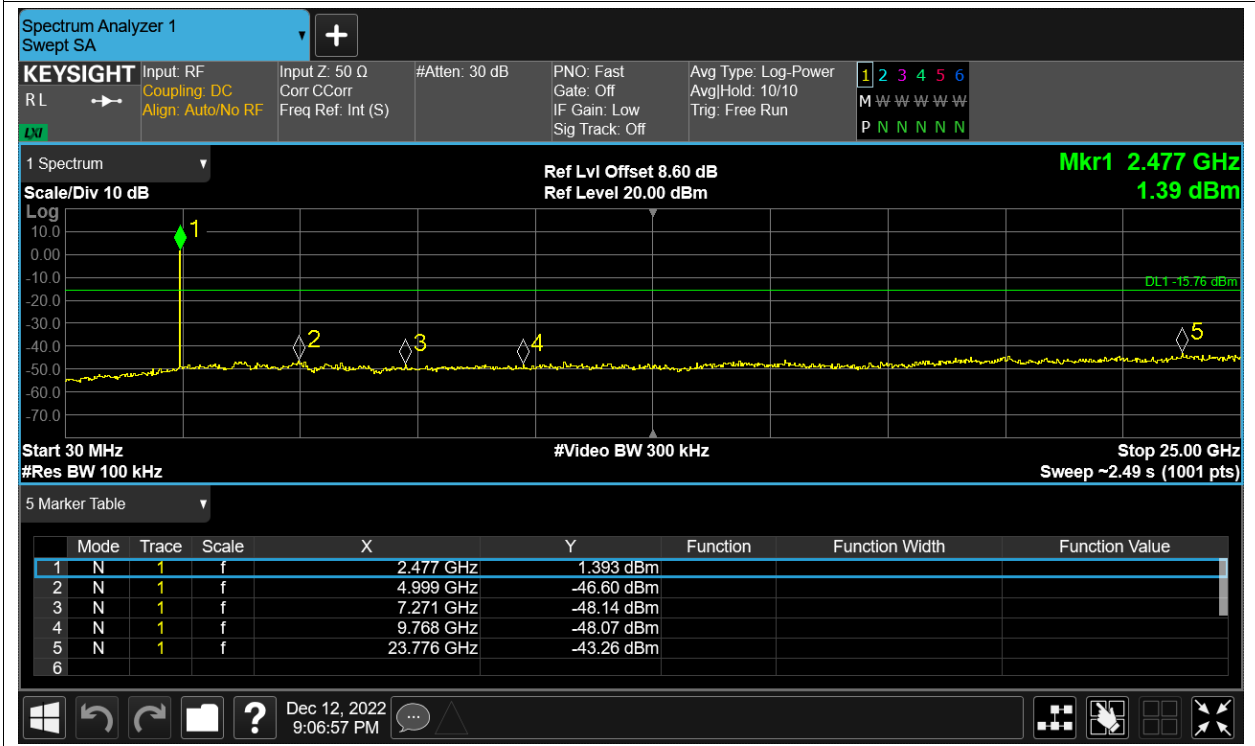 Spectrum Analyzer 1
Swept SA
+
KEYSIGHT Input: RF Input Z: 50 Ω #Atten: 30 dB PNO: Fast Avg Type: Log-Power 1 2 3 4 5 6
R L Coupling: DC Corr CCorr Gate: Off Avg|Hold: 10/10 M W W W W W
Align: Auto/No RF Freq Ref: Int (S) IF Gain: Low Trig: Free Run
LXI Sig Track: Off P N N N N N
1 Spectrum Ref Lvl Offset 8.60 dB Mkr1 2.477 GHz
Scale/Div 10 dB Ref Level 20.00 dBm 1.39 dBm
Log
1
10.0
0.00
-10.0
DL1 -15.76 dBm
-20.0
-30.0
2 3 4 5
-40.0
-50.0
-60.0
-70.0
Start 30 MHz #Video BW 300 kHz Stop 25.00 GHz
#Res BW 100 kHz Sweep ~2.49 s (1001 pts)
5 Marker Table
Mode Trace Scale X Y Function Function Width Function Value
1 N 1 f 2.477 GHz 1.393 dBm
2 N 1 f 4.999 GHz -46.60 dBm
3 N 1 f 7.271 GHz -48.14 dBm
4 N 1 f 9.768 GHz -48.07 dBm
5 N 1 f 23.776 GHz -43.26 dBm
6
? Dec 12, 2022
9:06:57 PM